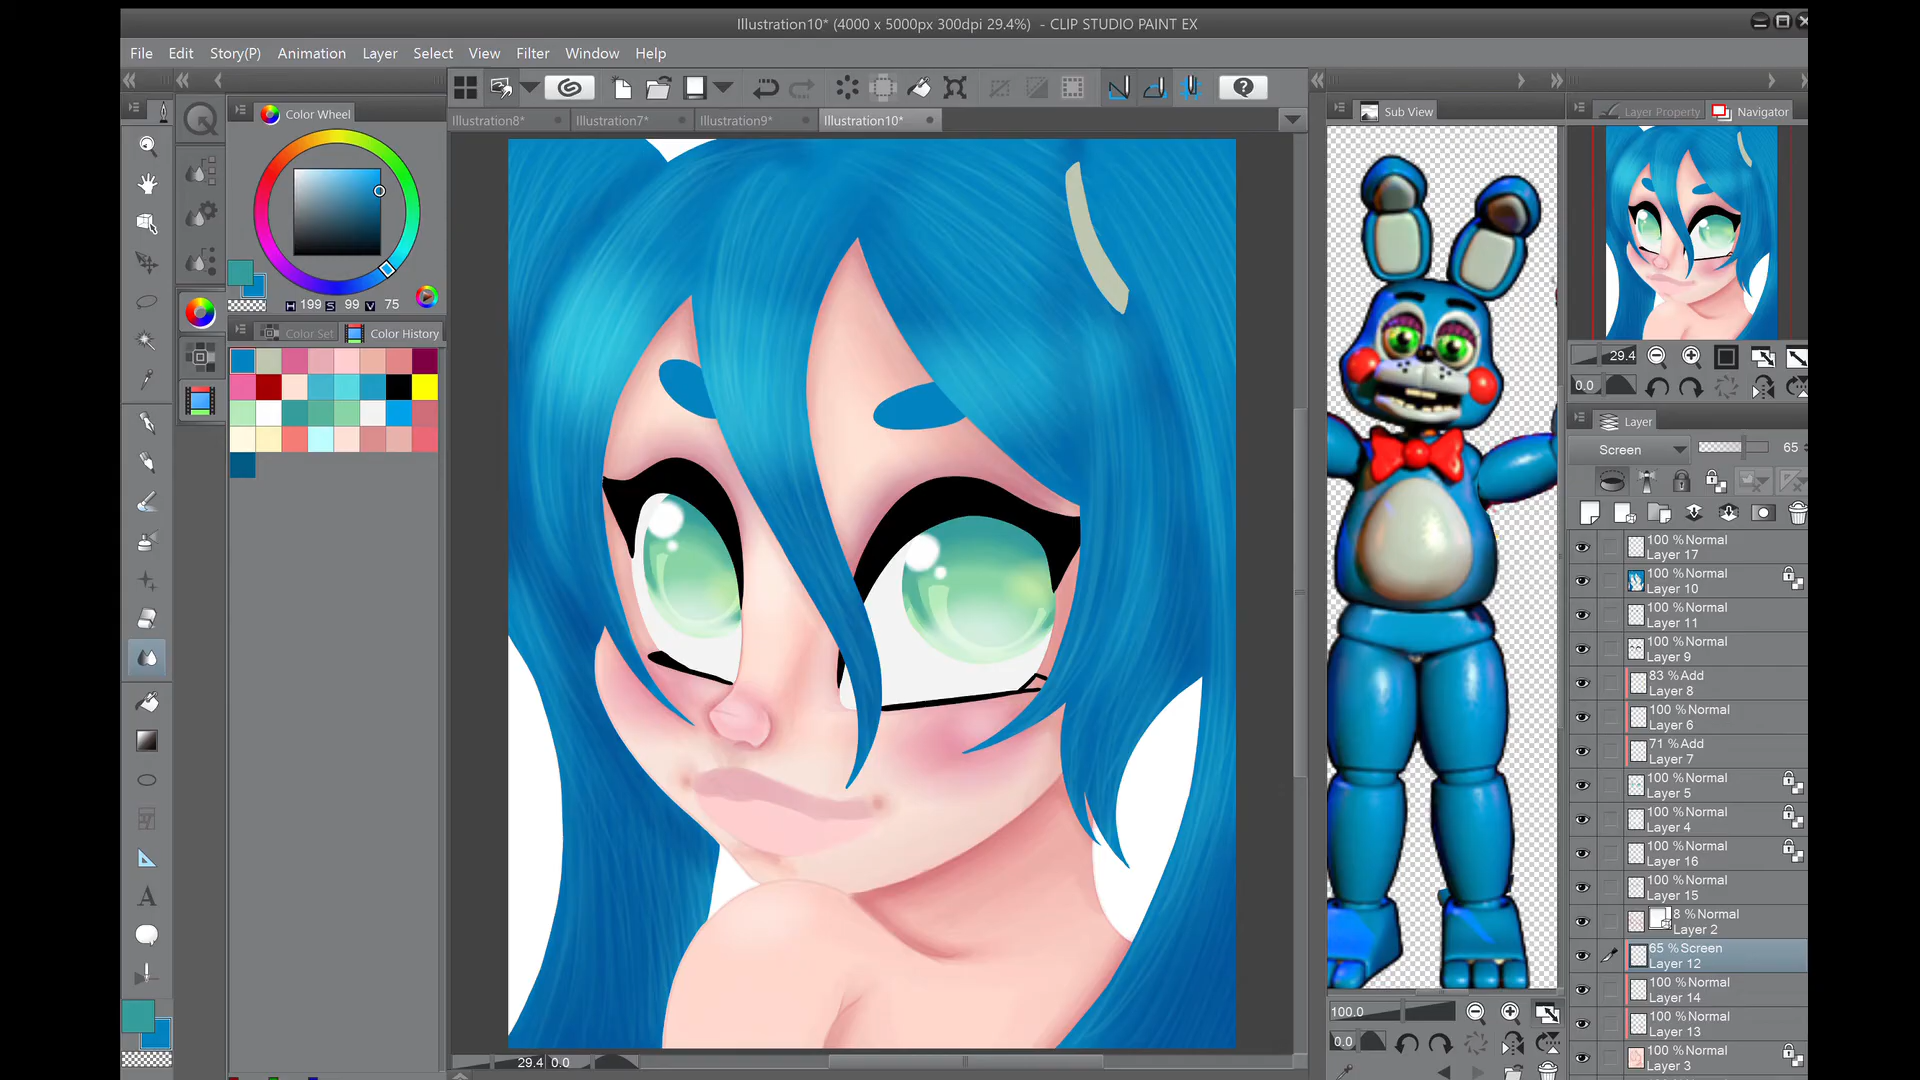 Illustration10* (4000 x 5000px 300dpi 29.4%) - CLIP STUDIO PAINT EX
File Edit Story(P) Animation Layer Select View Filter Window Help
Color Wheel
H 199 S 99 V 75
Color Set
Color History
Illustration8*
Illustration7*
Illustration9*
Illustration10*
29.4 0.0
Sub View
100.0
0.0
Layer Property
Navigator
29.4
0.0
Layer
Screen
65
100 %Normal
Layer 17
100 %Normal
Layer 10
100 %Normal
Layer 11
100 %Normal
Layer 9
83 %Add
Layer 8
100 %Normal
Layer 6
71 %Add
Layer 7
100 %Normal
Layer 5
100 %Normal
Layer 4
100 %Normal
Layer 16
100 %Normal
Layer 15
8 %Normal
Layer 2
65 %Screen
Layer 12
100 %Normal
Layer 14
100 %Normal
Layer 13
100 %Normal
Layer 3